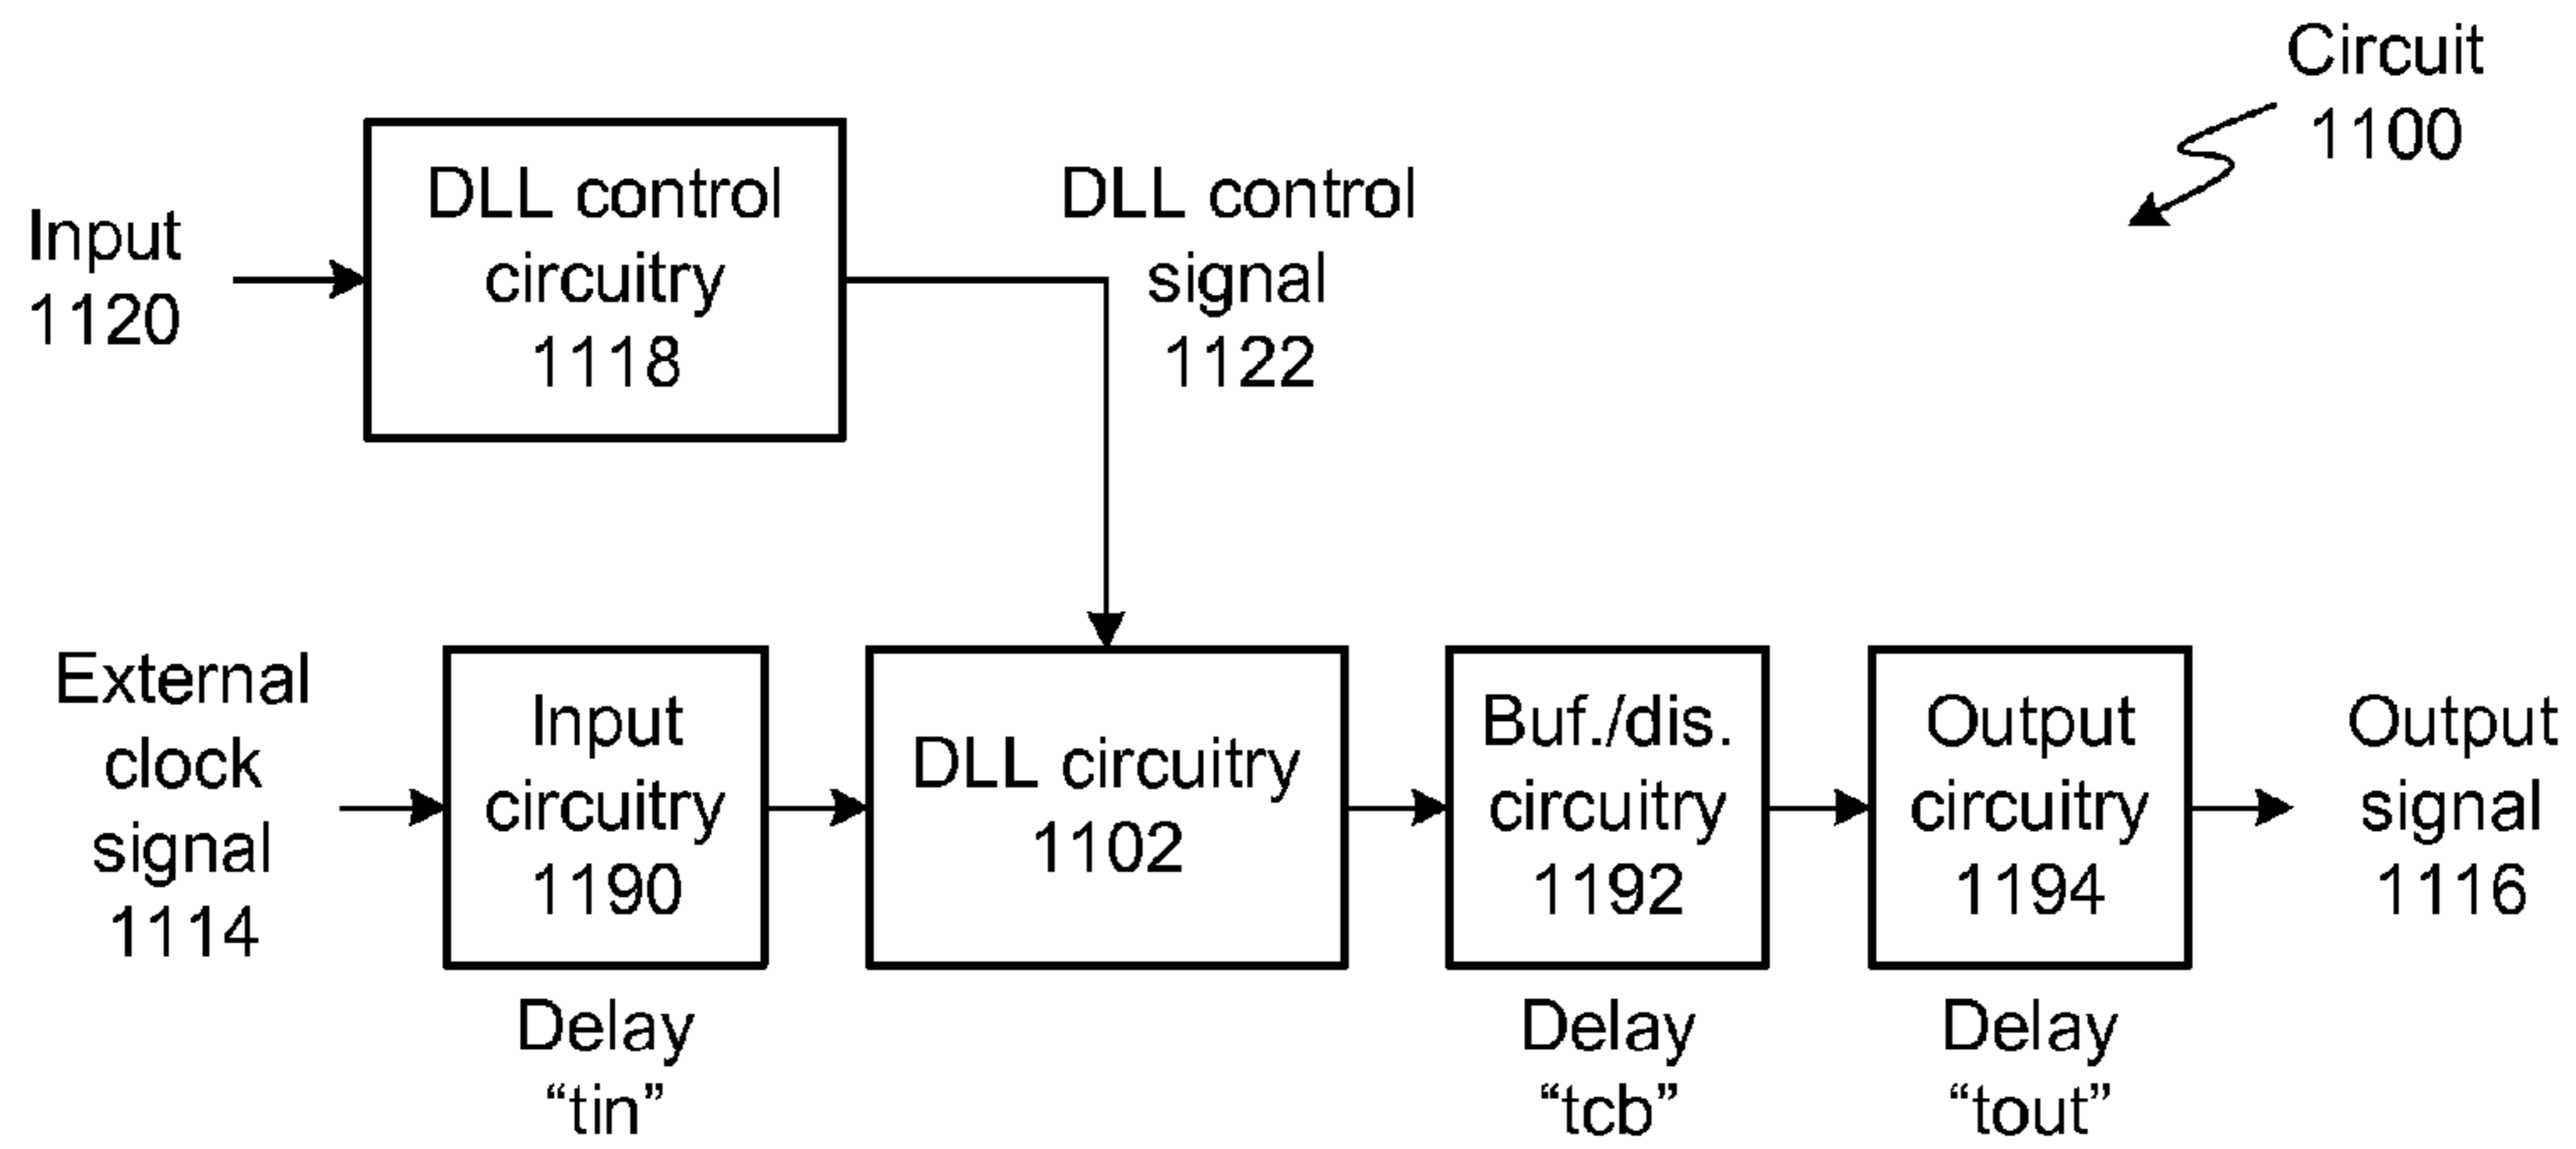 Circuit
1100
Input
1120
DLL control
circuitry
1118
DLL control
signal
1122
External
clock
signal
1114
Input
circuitry
1190
DLL circuitry
1102
Buf./dis.
circuitry
1192
Output
circuitry
1194
Output
signal
1116
Delay
“tin”
Delay
“tcb”
Delay
“tout”